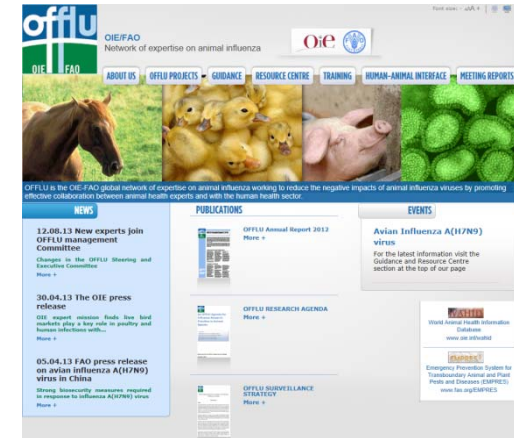 offlu
OIE FAO
OIE/FAO
Network of expertise on animal influenza
Oie
ABOUT US
OFFLU PROJECTS
GUIDANCE
RESOURCE CENTRE
TRAINING
HUMAN-ANIMAL INTERFACE
MEETING REPORTS
OFFLU is the OIE-FAO global network of expertise on animal influenza working to reduce the negative impacts of animal influenza viruses by promoting
effective collaboration between animal health experts and with the human health sector.
NEWS
12.08.13 New experts join
OFFLU management
Committee
Changes in the OFFLU Steering and
Executive Committee
More +
30.04.13 The OIE press
release
OIE expert mission finds live bird
markets play a key role in poultry and
human infections with...
More +
05.04.13 FAO press release
on avian influenza A(H7N9)
virus in China
Strong biosecurity measures required
in response to influenza A(H7N9) virus
More +
PUBLICATIONS
OFFLU Annual Report 2012
More +
OFFLU RESEARCH AGENDA
More +
OFFLU SURVEILLANCE
STRATEGY
More +
EVENTS
Avian Influenza A(H7N9)
virus
For the latest information visit the
Guidance and Resource Centre
section at the top of our page
WAHID
World Animal Health Information
Database
www.oie.int/wahid
EMPRES
Emergency Prevention System for
Transboundary Animal and Plant
Pests and Diseases (EMPRES)
www.fao.org/EMPRES